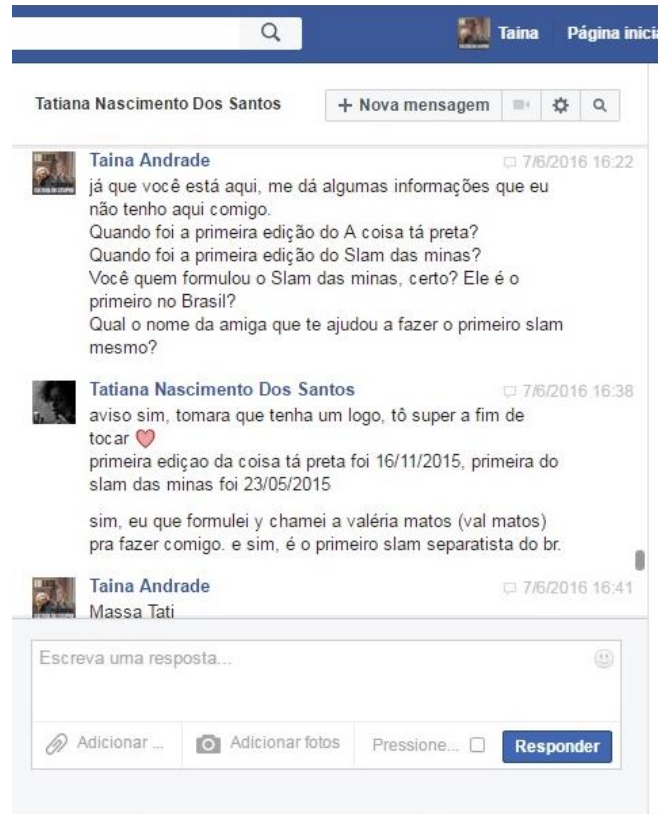 Taina Página inici
Tatiana Nascimento Dos Santos + Nova mensagem
Taina Andrade 7/6/2016 16:22
já que você está aqui, me dá algumas informações que eu
não tenho aqui comigo.
Quando foi a primeira edição do A coisa tá preta?
Quando foi a primeira edição do Slam das minas?
Você quem formulou o Slam das minas, certo? Ele é o
primeiro no Brasil?
Qual o nome da amiga que te ajudou a fazer o primeiro slam
mesmo?
Tatiana Nascimento Dos Santos 7/6/2016 16:38
aviso sim, tomara que tenha um logo, tô super a fim de
tocar
primeira ediçao da coisa tá preta foi 16/11/2015, primeira do
slam das minas foi 23/05/2015
sim, eu que formulei y chamei a valéria matos (val matos)
pra fazer comigo. e sim, é o primeiro slam separatista do br.
Taina Andrade 7/6/2016 16:41
Massa Tati
Escreva uma resposta...
Adicionar ... Adicionar fotos Pressione... Responder